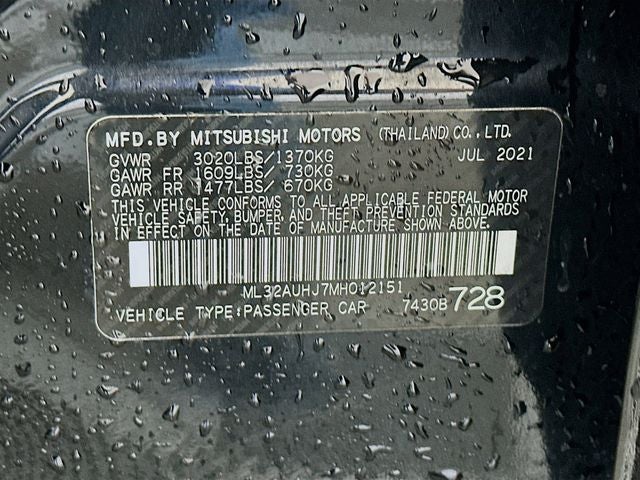 MFD.BY MITSUBISHI MOTORS (THAILAND) CO., LTD.
GVWR 3020LBS/1370KG JUL 2021
GAWR FR 1609LBS/ 730KG
GAWR RR 1477LBS/ 670KG
THIS VEHICLE CONFORMS TO ALL APPLICABLE FEDERAL MOTOR
VEHICLE SAFETY, BUMPER, AND THEFT PREVENTION STANDARDS
IN EFFECT ON THE DATE OF MANUFACTURE SHOWN ABOVE.
ML32AUHJ7MH012151
VEHICLE TYPE:PASSENGER CAR 7430B 728